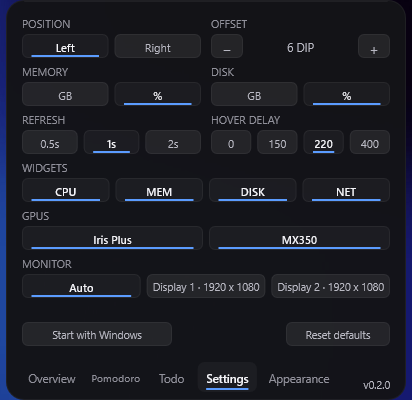 POSITION OFFSET
Left Right – 6 DIP +
MEMORY DISK
GB % GB %
REFRESH HOVER DELAY
0.5s 1s 2s 0 150 220 400
WIDGETS
CPU MEM DISK NET
GPUS
Iris Plus MX350
MONITOR
Auto Display 1 · 1920 x 1080 Display 2 · 1920 x 1080
Start with Windows Reset defaults
Overview Pomodoro Todo Settings Appearance v0.2.0